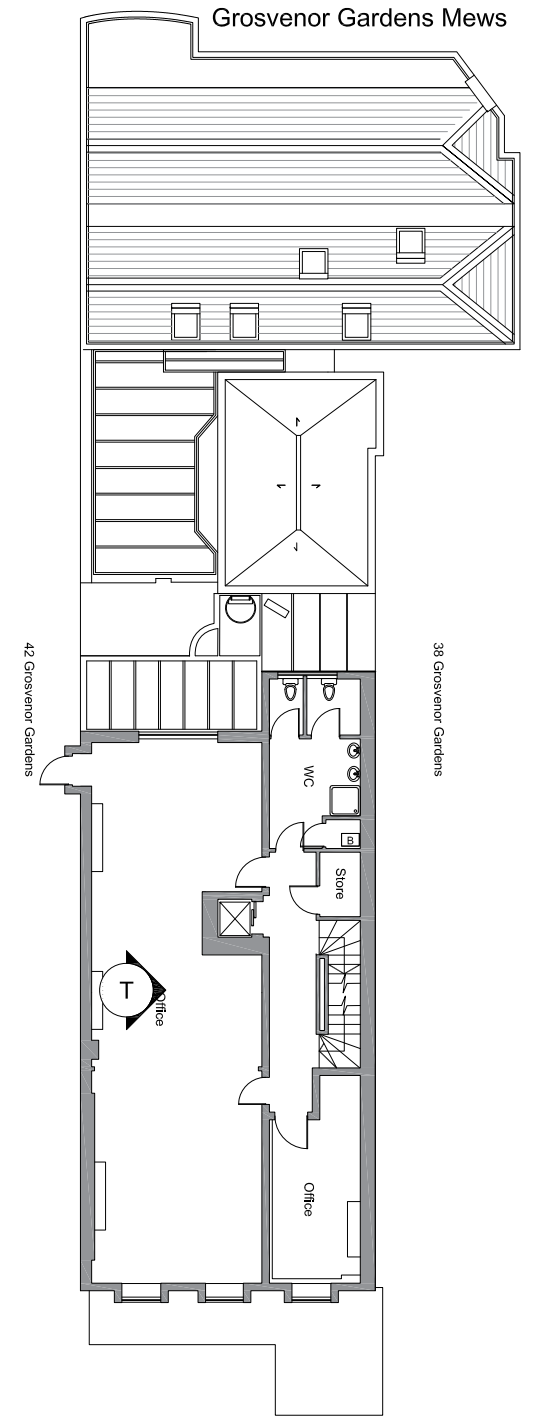 Grosvenor Gardens Mews
42 Grosvenor Gardens
38 Grosvenor Gardens
WC
B
Store
T
Office
Office